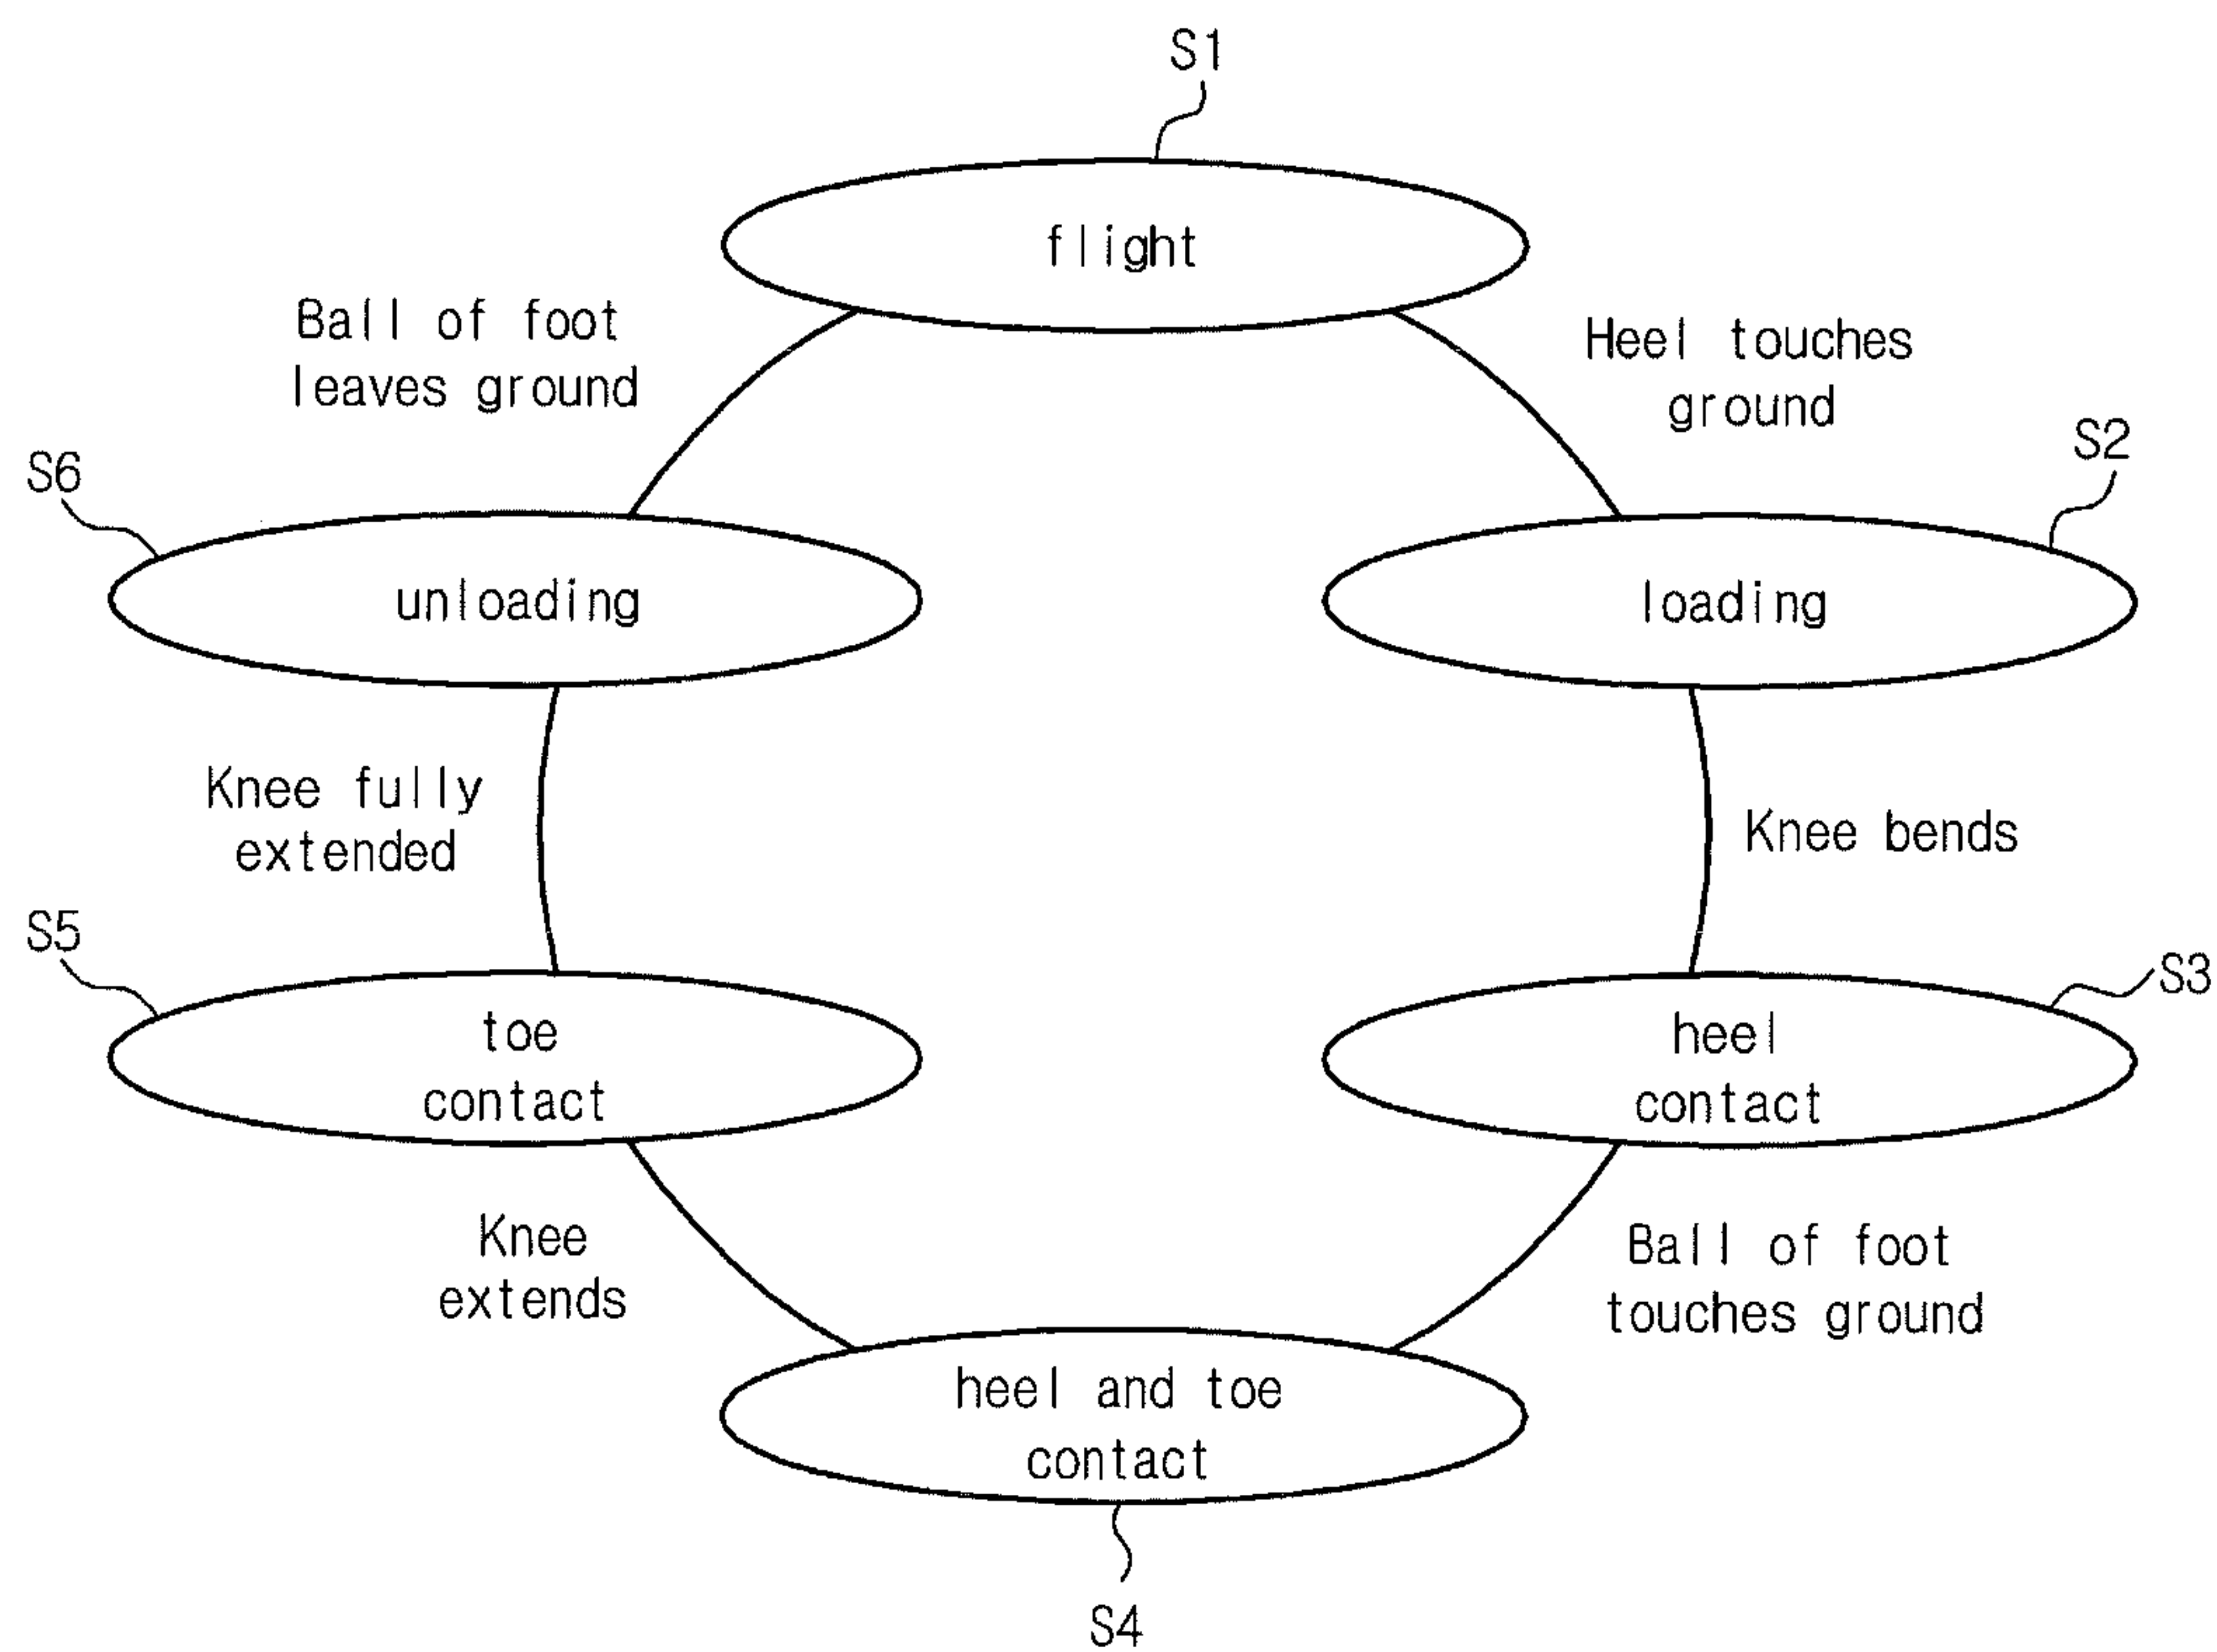 S1
flight
Ball of foot
leaves ground
Heel touches
ground
S2
S6
unloading
loading
Knee fully
extended
Knee bends
S5
S3
toe
contact
heel
contact
Knee
extends
Ball of foot
touches ground
heel and toe
contact
S4